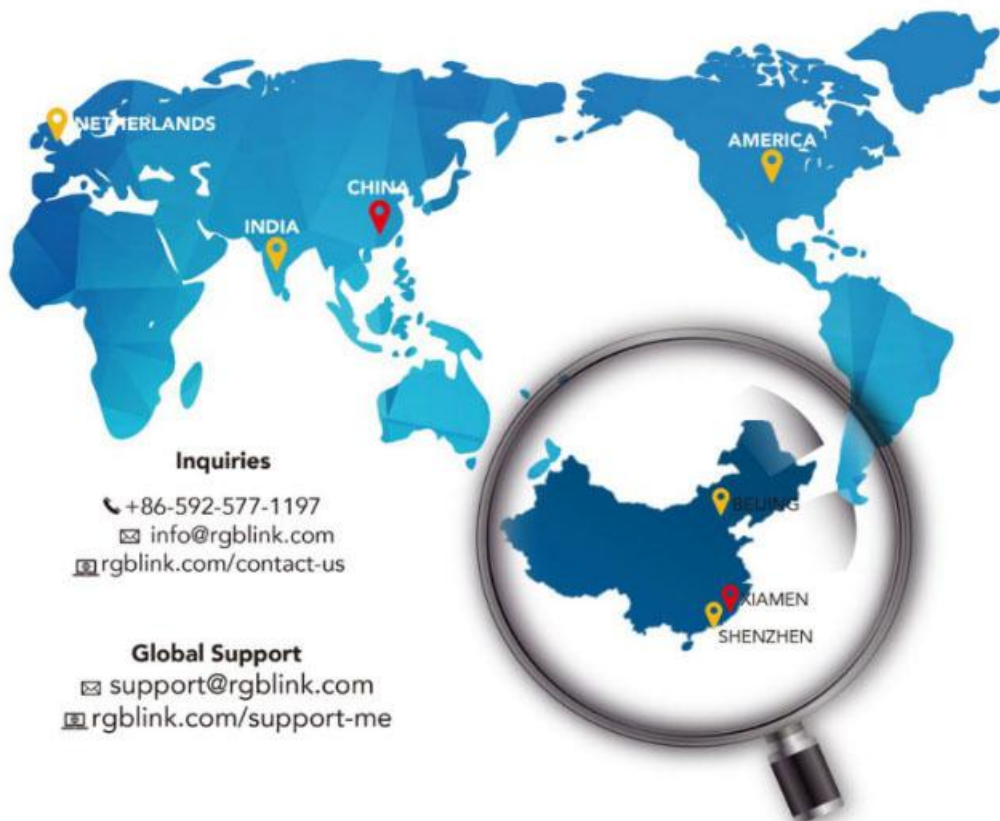 NETHERLANDS
AMERICA
CHINA
INDIA
Inquiries
+86-592-577-1197
info@rgblink.com
rgblink.com/contact-us
Global Support
support@rgblink.com
rgblink.com/support-me
BEIJING
XIAMEN
SHENZHEN